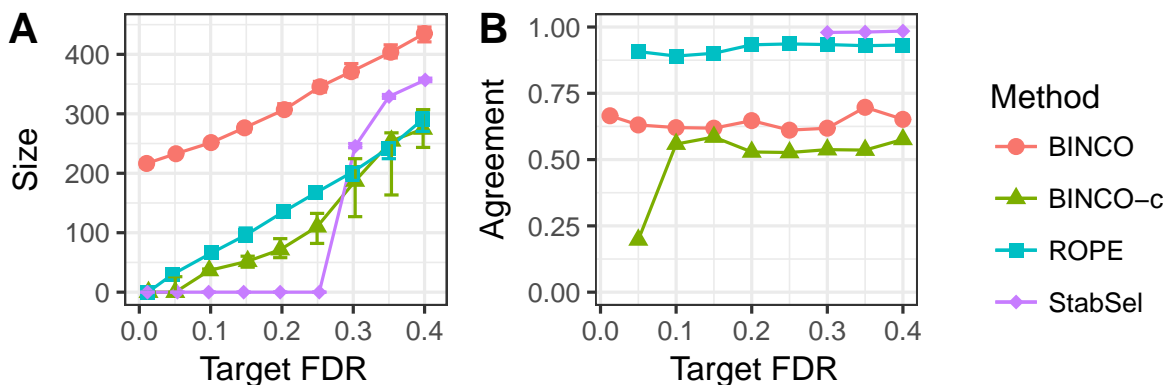 A
Size
400
300
200
100
0
0.0 0.1 0.2 0.3 0.4
Target FDR
B
Agreement
1.00
0.75
0.50
0.25
0.00
0.0 0.1 0.2 0.3 0.4
Target FDR
Method
BINCO
BINCO−c
ROPE
StabSel